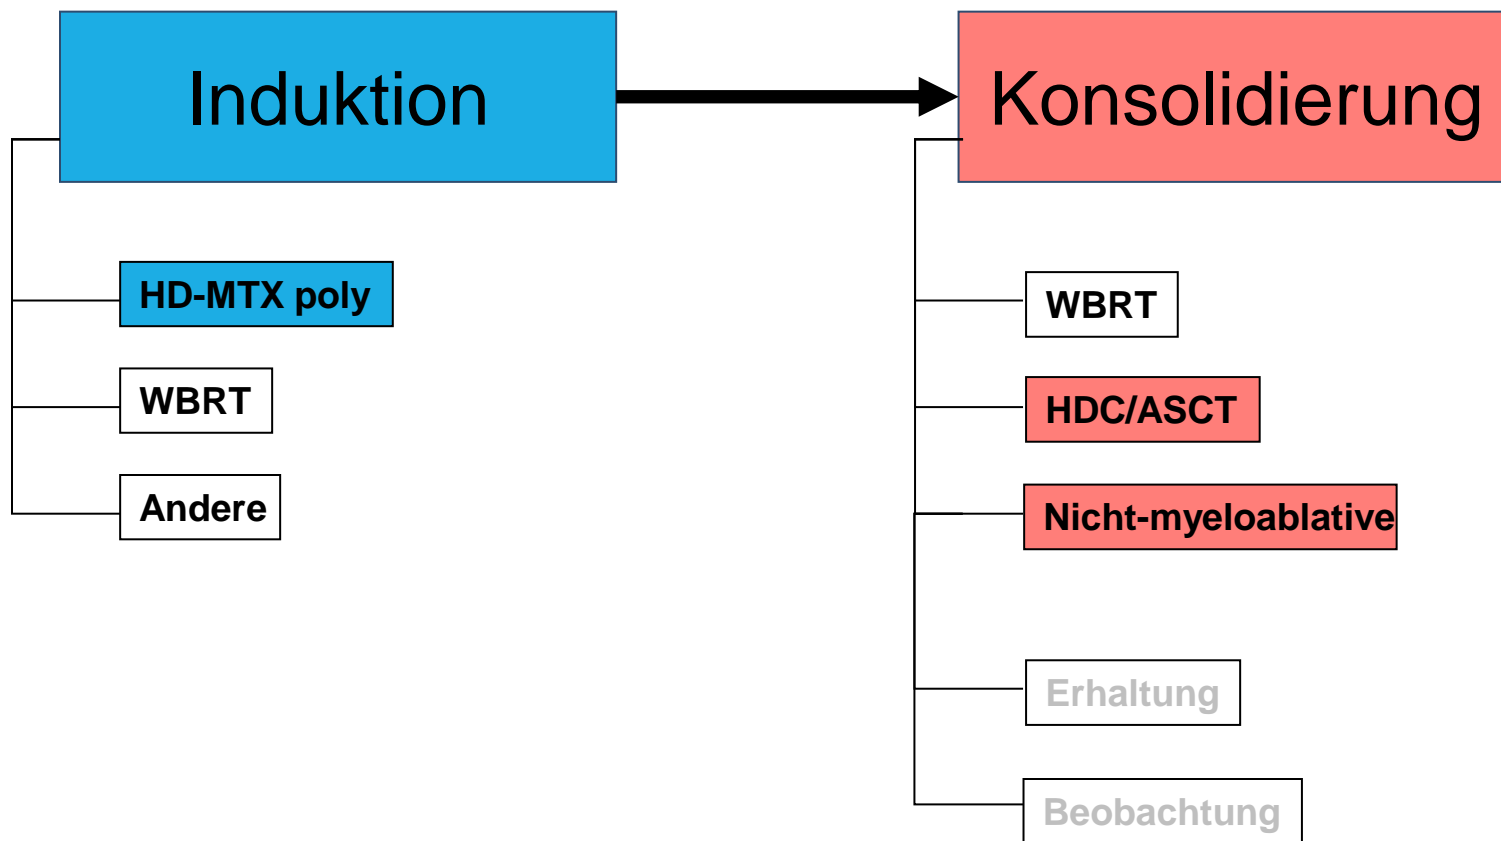 Induktion
Konsolidierung
HD-MTX poly
WBRT
Andere
WBRT
HDC/ASCT
Nicht-myeloablative
Erhaltung
Beobachtung